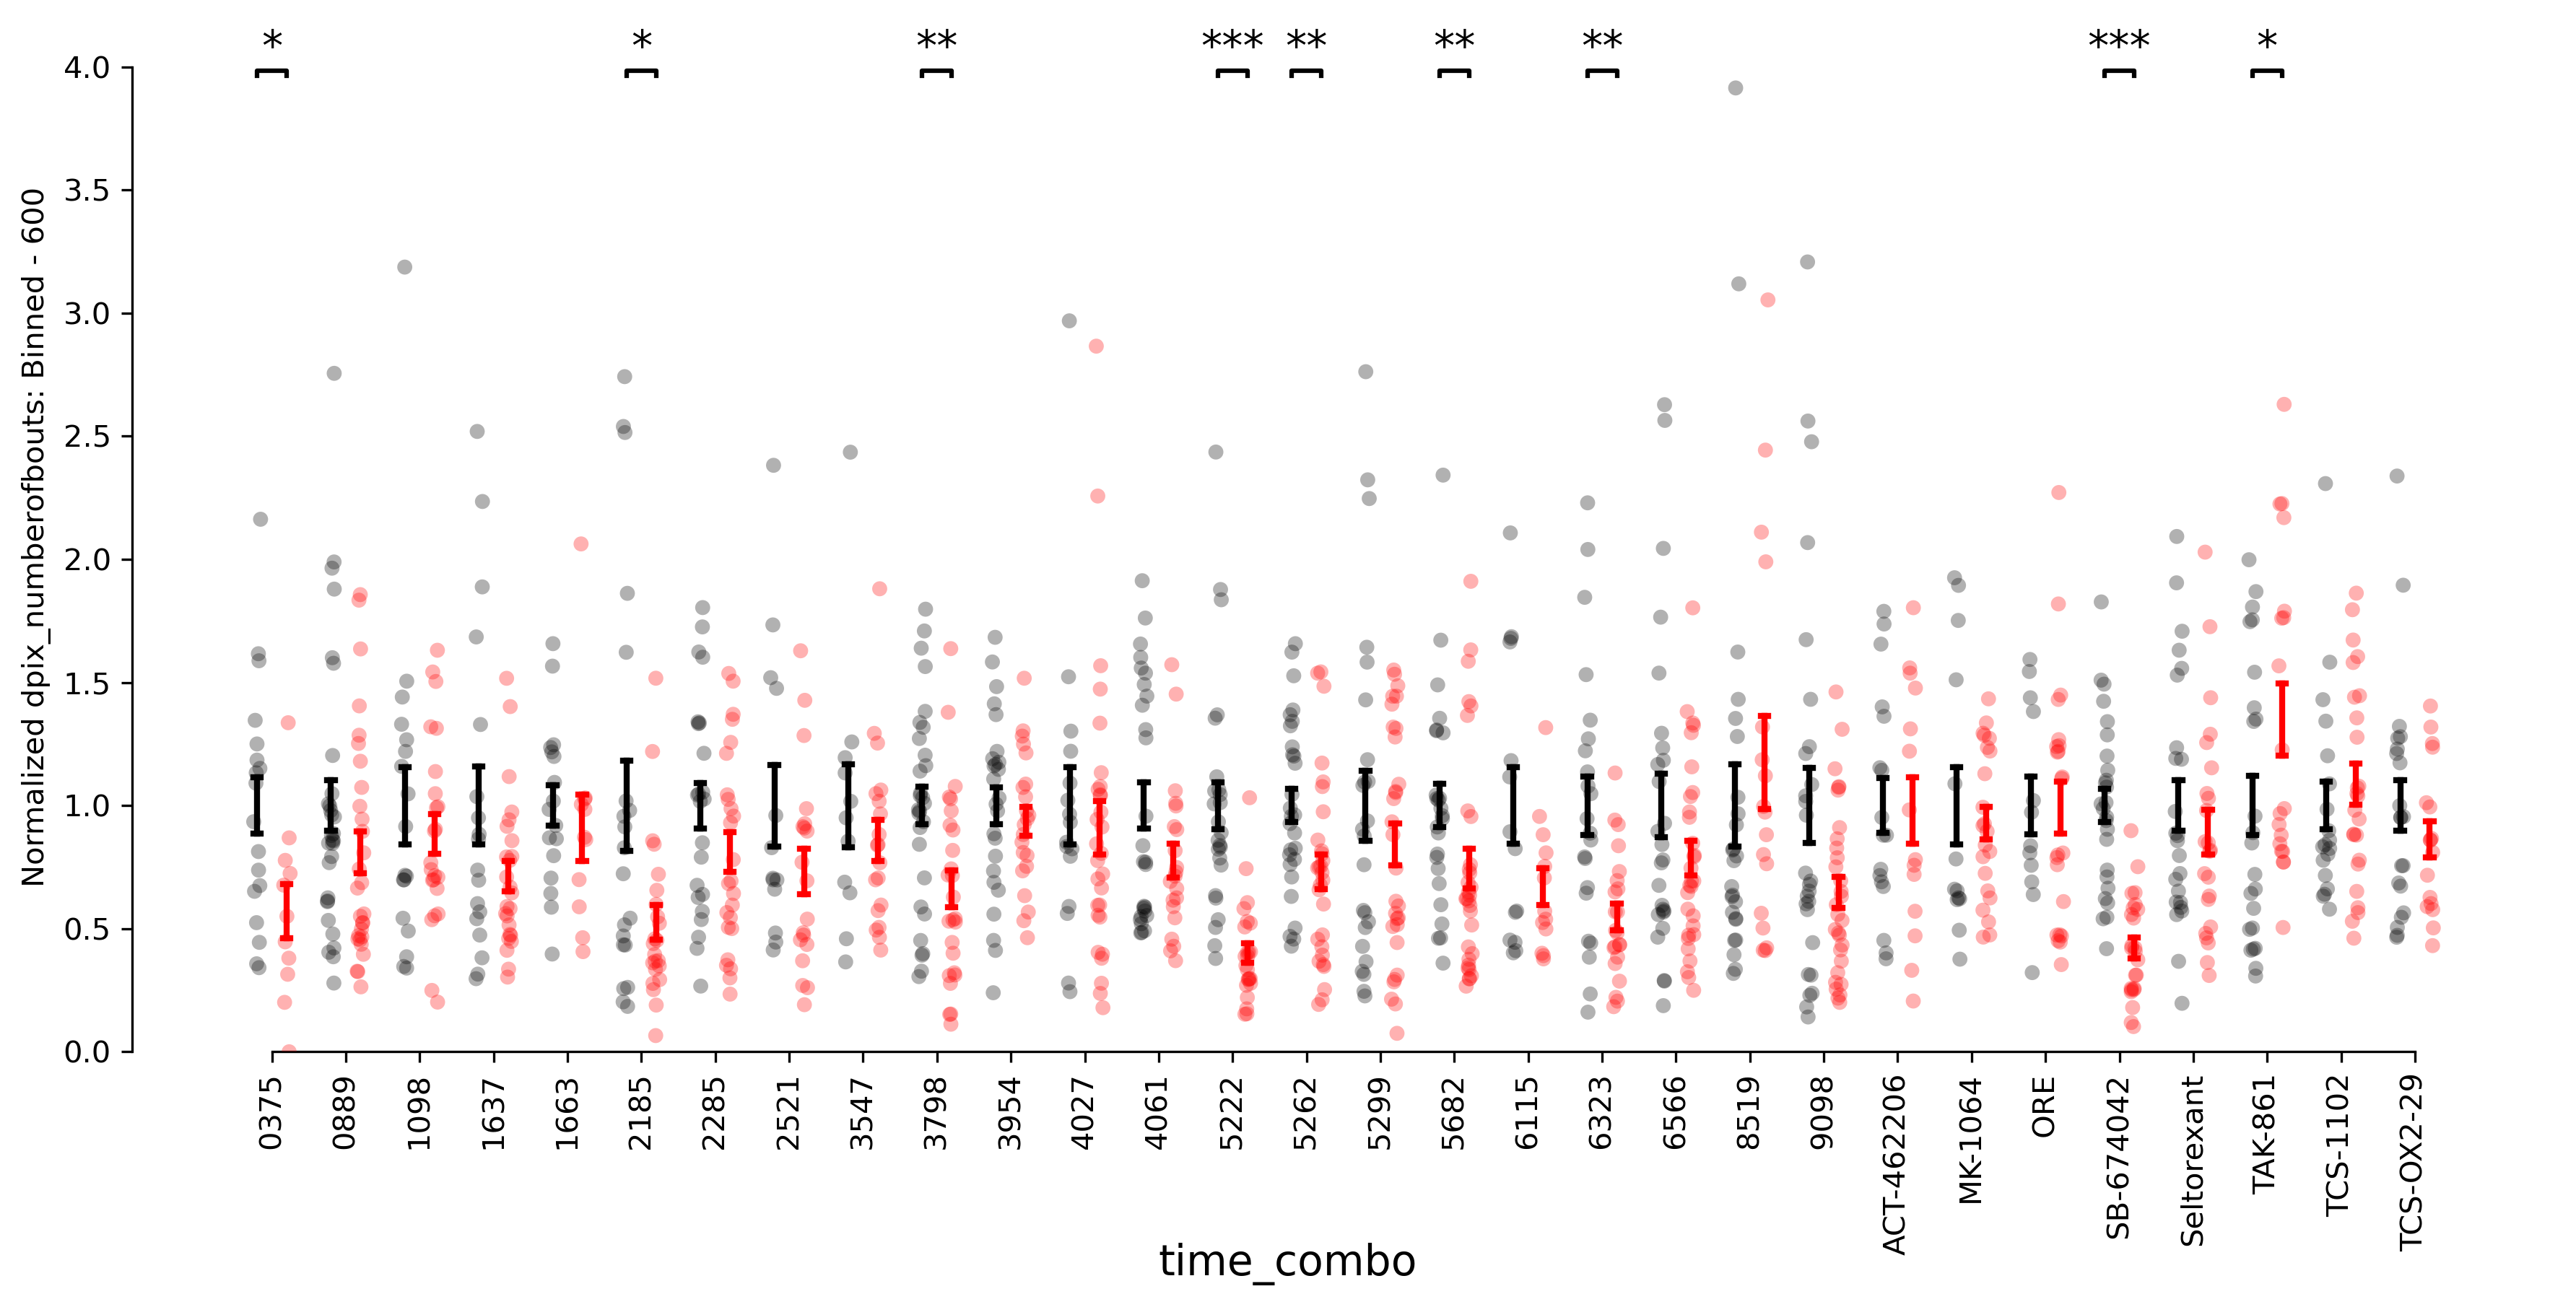 * * ** *** ** ** ** *** *
4.0
3.5
3.0
2.5
2.0
1.5
1.0
0.5
0.0
Normalized dpix_numberofbouts: Binned - 600
0375
0889
1098
1637
1663
2185
2285
2521
3547
3798
3954
4027
4061
5222
5262
5299
5682
6115
6323
6566
8519
9098
ACT-462206
MK-1064
ORE
SB-674042
Seltorexant
TAK-861
TCS-1102
TCS-OX2-29
time_combo